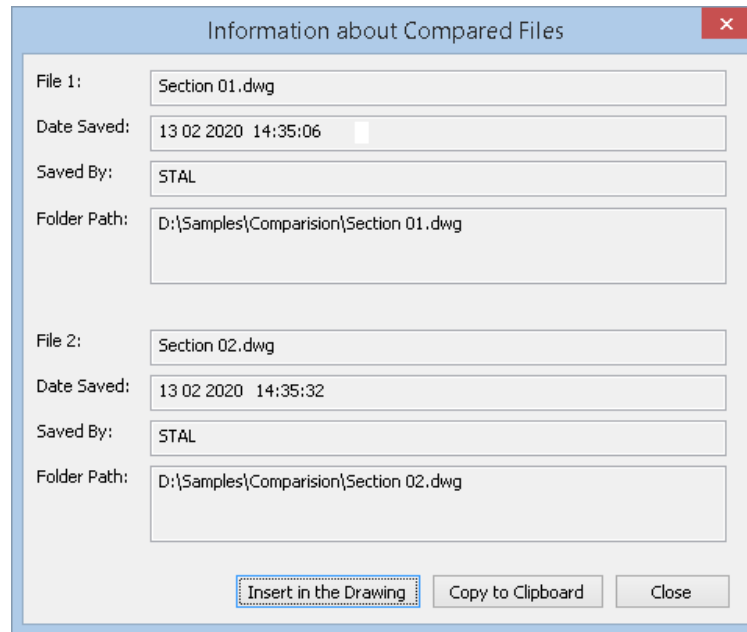 Information about Compared Files
File 1:
Section 01.dwg
Date Saved:
13 02 2020 14:35:06
Saved By:
STAL
Folder Path:
D:\Samples\Comparision\Section 01.dwg
File 2:
Section 02.dwg
Date Saved:
13 02 2020 14:35:32
Saved By:
STAL
Folder Path:
D:\Samples\Comparision\Section 02.dwg
Insert in the Drawing
Copy to Clipboard
Close